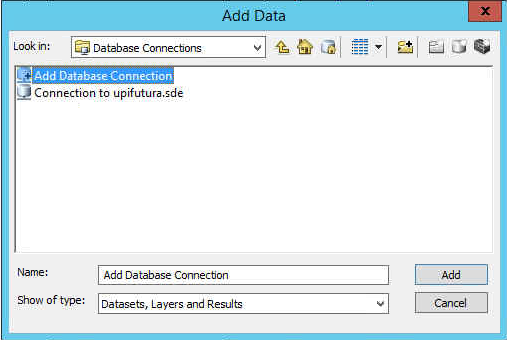 Add Data
x
Look in: Database Connections
Add Database Connection
Connection to upifutura.sde
Name: Add Database Connection Add
Show of type: Datasets, Layers and Results Cancel